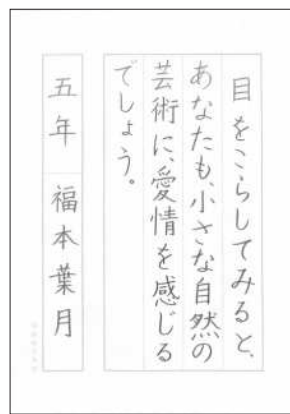 目をこらしてみると、
あなたも、小さな自然の
芸術に、愛情を感じる
でしょう。
五年 福本葉月